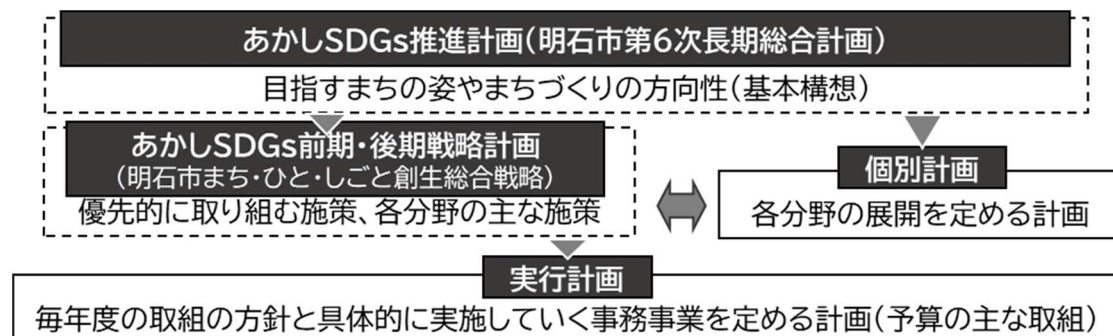 あかしSDGs推進計画(明石市第6次長期総合計画)
目指すまちの姿やまちづくりの方向性(基本構想)
あかしSDGs前期・後期戦略計画
(明石市まち・ひと・しごと創生総合戦略)
優先的に取り組む施策、各分野の主な施策
個別計画
各分野の展開を定める計画
実行計画
毎年度の取組の方針と具体的に実施していく事務事業を定める計画(予算の主な取組)